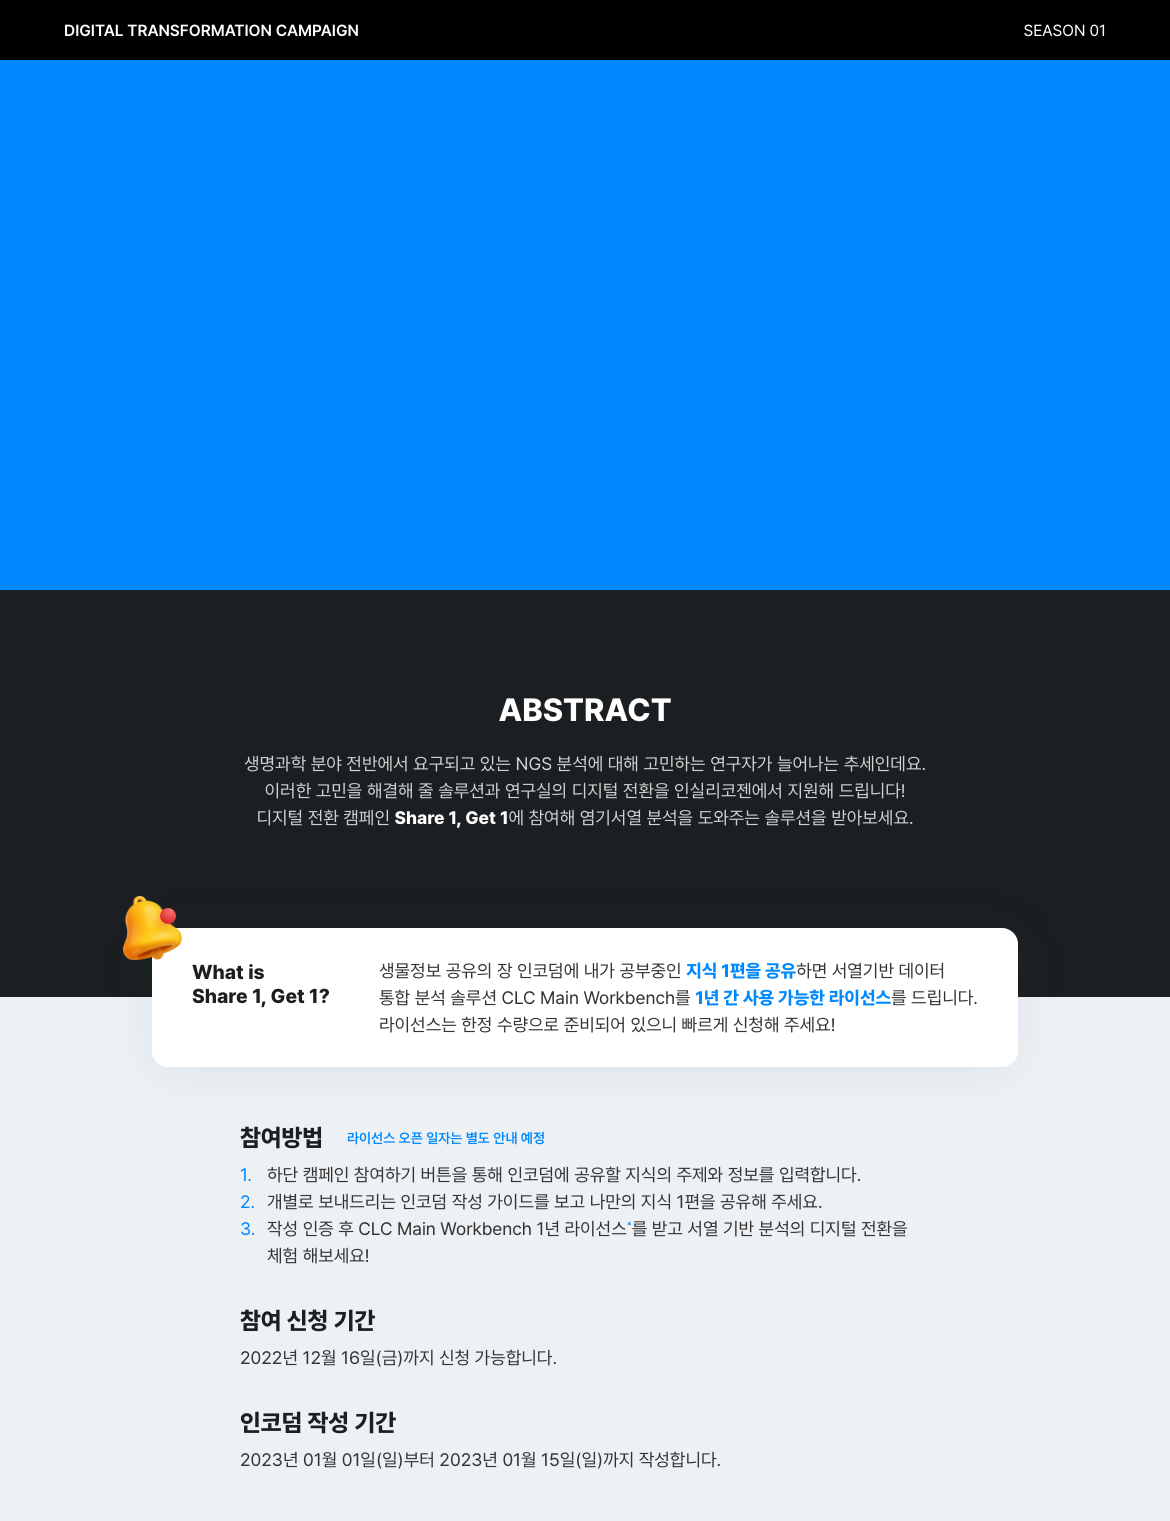 DIGITAL TRANSFORMATION CAMPAIGN
SEASON 01
ABSTRACT
생명과학 분야 전반에서 요구되고 있는 NGS 분석에 대해 고민하는 연구자가 늘어나는 추세인데요.
이러한 고민을 해결해 줄 솔루션과 연구실의 디지털 전환을 인실리코젠에서 지원해 드립니다!
디지털 전환 캠페인 Share 1, Get 1에 참여해 염기서열 분석을 도와주는 솔루션을 받아보세요.
What is
Share 1, Get 1?
생물정보 공유의 장 인코덤에 내가 공부중인 지식 1편을 공유하면 서열기반 데이터
통합 분석 솔루션 CLC Main Workbench를 1년 간 사용 가능한 라이선스를 드립니다.
라이선스는 한정 수량으로 준비되어 있으니 빠르게 신청해 주세요!
참여방법
라이선스 오픈 일자는 별도 안내 예정
1. 하단 캠페인 참여하기 버튼을 통해 인코덤에 공유할 지식의 주제와 정보를 입력합니다.
2. 개별로 보내드리는 인코덤 작성 가이드를 보고 나만의 지식 1편을 공유해 주세요.
3. 작성 인증 후 CLC Main Workbench 1년 라이선스*를 받고 서열 기반 분석의 디지털 전환을
체험 해보세요!
참여 신청 기간
2022년 12월 16일(금)까지 신청 가능합니다.
인코덤 작성 기간
2023년 01월 01일(일)부터 2023년 01월 15일(일)까지 작성합니다.